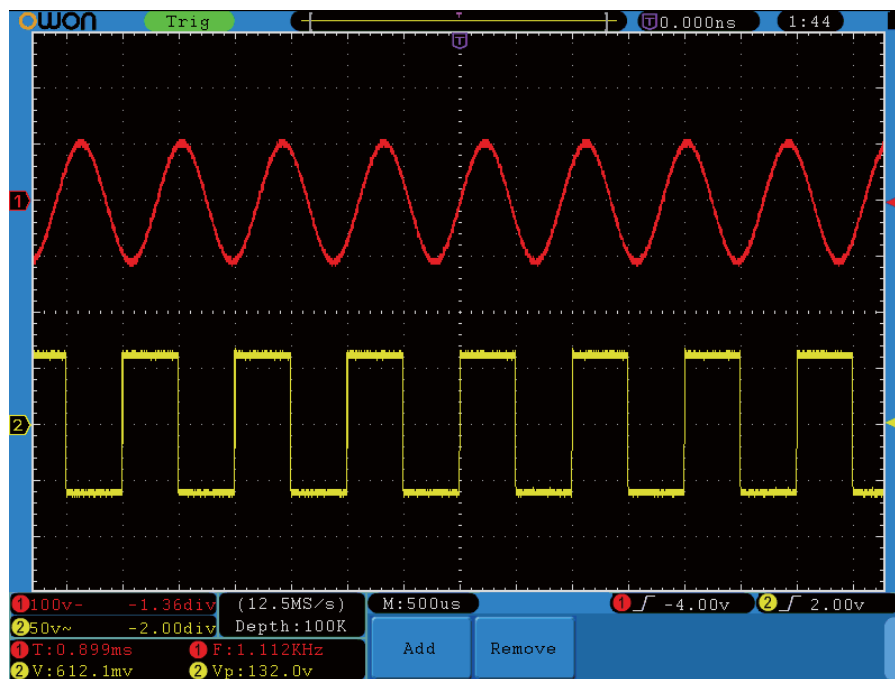 owon Trig T T 0.000ns 1:44
T
1
2
1 100v- -1.36div (12.5MS/s) M:500us 1 -4.00v 2 2.00v
2 50v~ -2.00div Depth:100K
1 T:0.899ms 1 F:1.112KHz Add Remove
2 V:612.1mv 2 Vp:132.0v